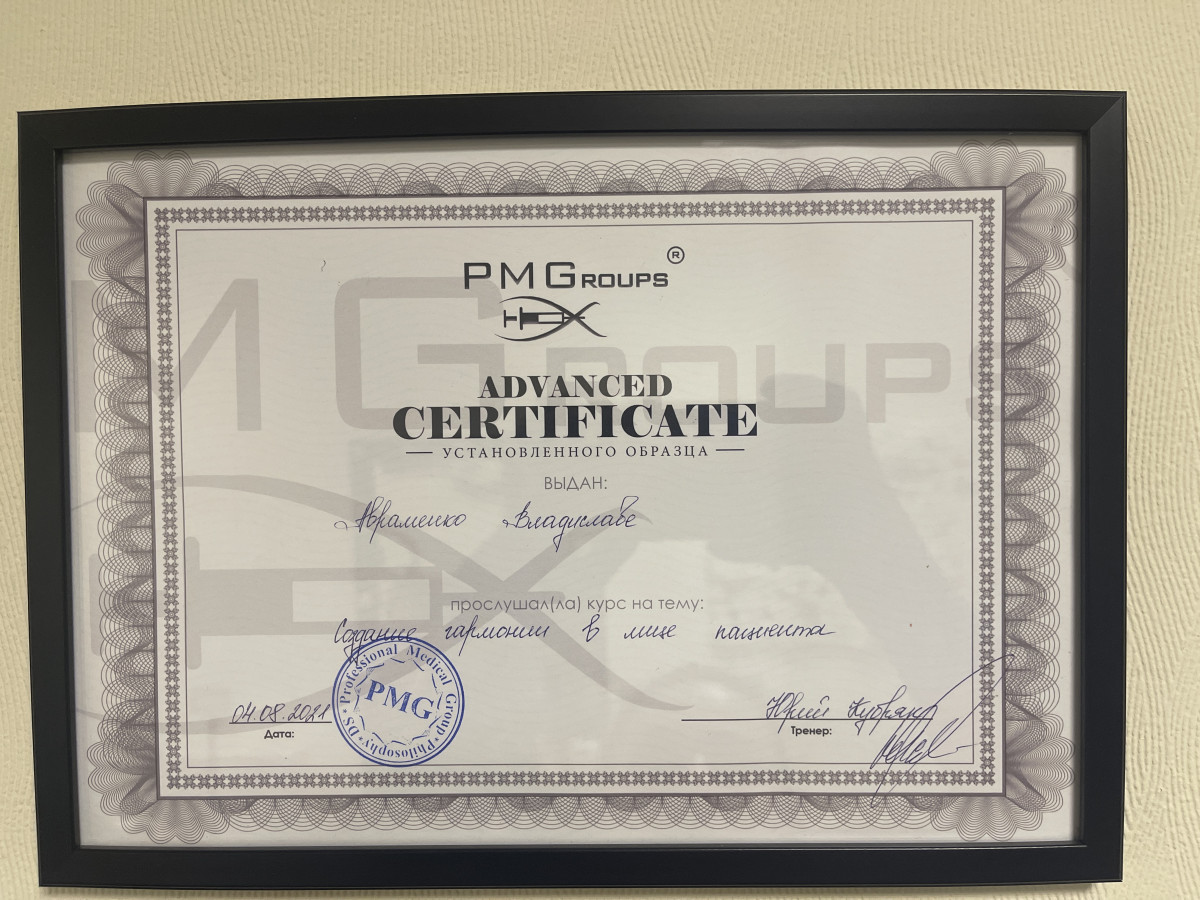 PMGROUPS®
ADVANCED
CERTIFICATE
УСТАНОВЛЕННОГО ОБРАЗЦА
ВЫДАН:
Авраменко Владиславе
прослушал(ла) курс на тему:
Создание гармонии в лице пациента
Professional Medical Group Philosophy DS
PMG
04.08.2021
Дата:
Юрий
Тренер: